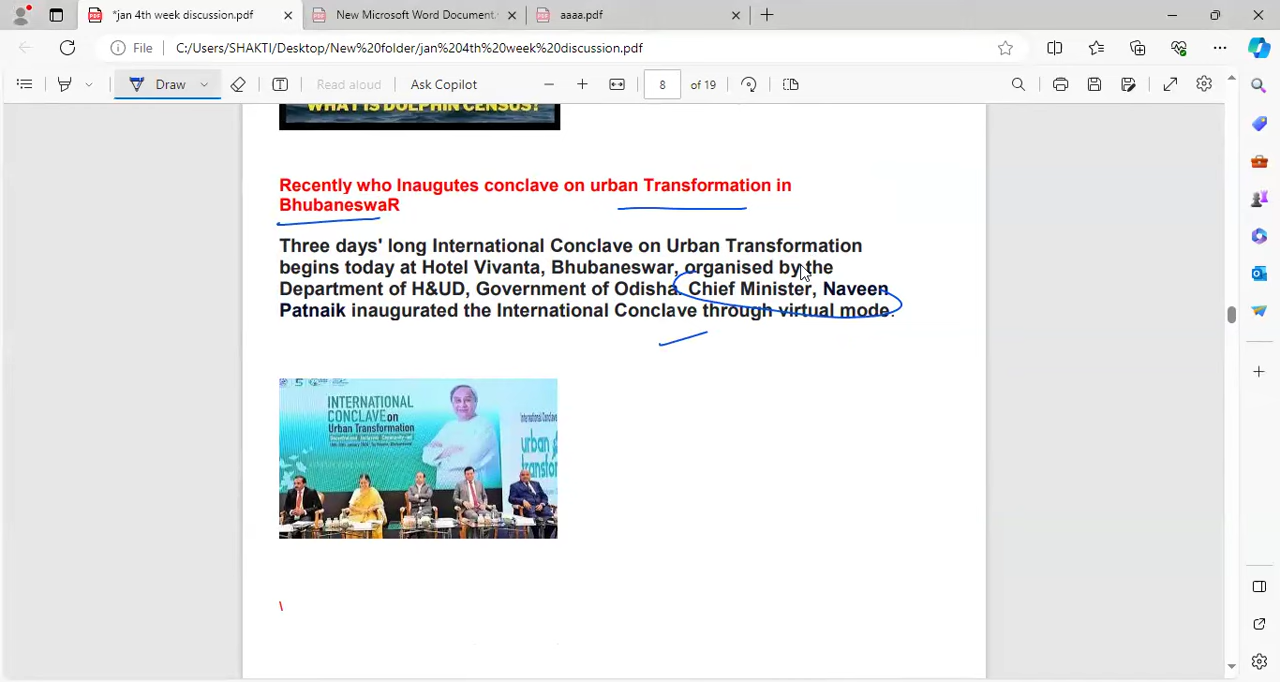 *jan 4th week discussion.pdf
New Microsoft Word Document.
aaaa.pdf
File
C:/Users/SHAKTI/Desktop/New%20folder/jan%204th%20week%20discussion.pdf
Draw
Read aloud
Ask Copilot
8
of 19
WHAT IS DOLPHIN CENSUS?
Recently who Inaugutes conclave on urban Transformation in
BhubaneswaR
Three days' long International Conclave on Urban Transformation
begins today at Hotel Vivanta, Bhubaneswar, organised by the
Department of H&UD, Government of Odisha. Chief Minister, Naveen
Patnaik inaugurated the International Conclave through virtual mode.
INTERNATIONAL
CONCLAVE on
Urban Transformation
International Conclave
urban
transfor
\